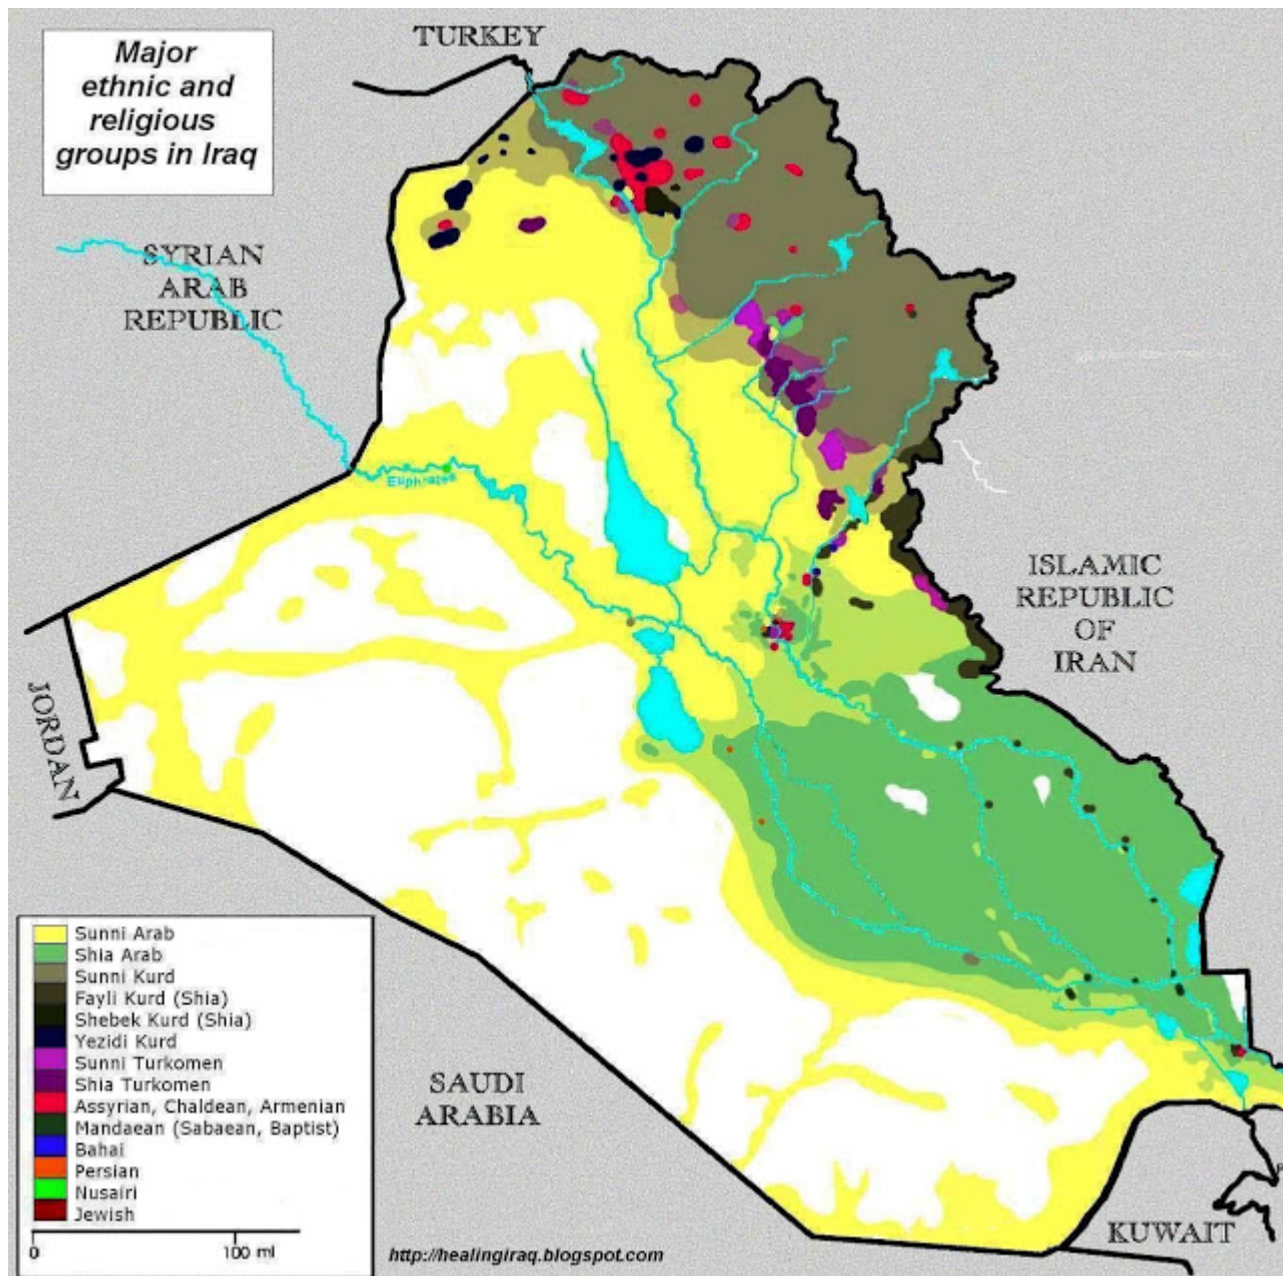 Major
ethnic and
religious
groups in Iraq
TURKEY
SYRIAN
ARAB
REPUBLIC
Euphrates
ISLAMIC
REPUBLIC
OF
IRAN
JORDAN
Sunni Arab
Shia Arab
Sunni Kurd
Fayli Kurd (Shia)
Shebek Kurd (Shia)
Yezidi Kurd
Sunni Turkomen
Shia Turkomen
Assyrian, Chaldean, Armenian
Mandaean (Sabaean, Baptist)
Bahai
Persian
Nusairi
Jewish
0 100 ml
SAUDI
ARABIA
KUWAIT
http://healingiraq.blogspot.com